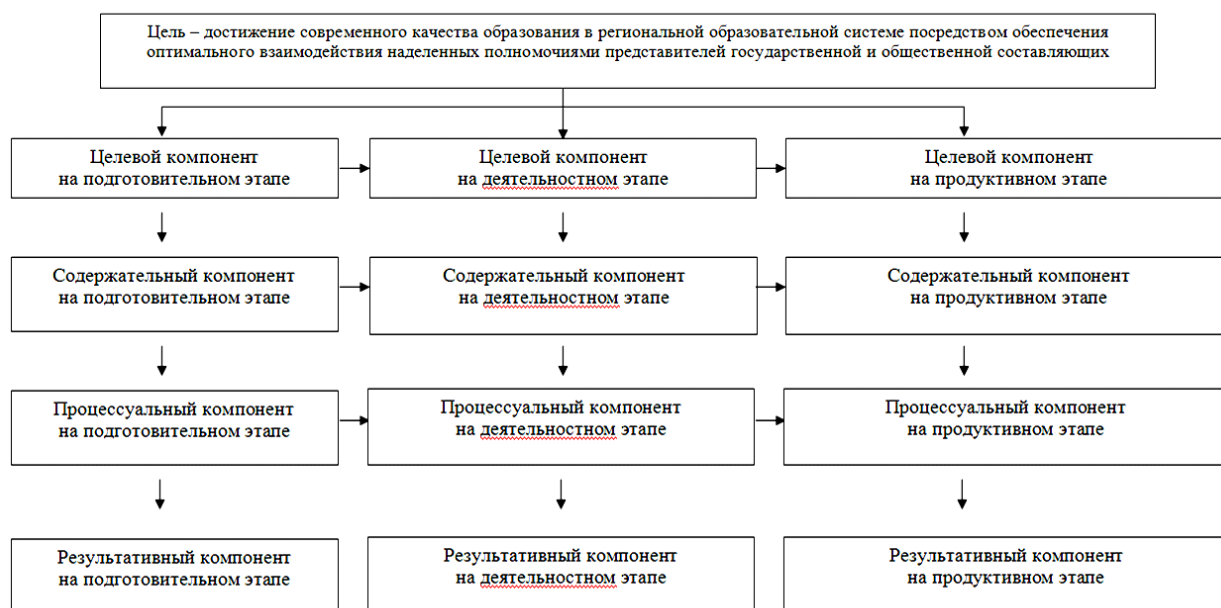 Цель – достижение современного качества образования в региональной образовательной системе посредством обеспечения
оптимального взаимодействия наделенных полномочиями представителей государственной и общественной составляющих
Целевой компонент
на подготовительном этапе
Целевой компонент
на деятельностном этапе
Целевой компонент
на продуктивном этапе
Содержательный компонент
на подготовительном этапе
Содержательный компонент
на деятельностном этапе
Содержательный компонент
на продуктивном этапе
Процессуальный компонент
на подготовительном этапе
Процессуальный компонент
на деятельностном этапе
Процессуальный компонент
на продуктивном этапе
Результативный компонент
на подготовительном этапе
Результативный компонент
на деятельностном этапе
Результативный компонент
на продуктивном этапе